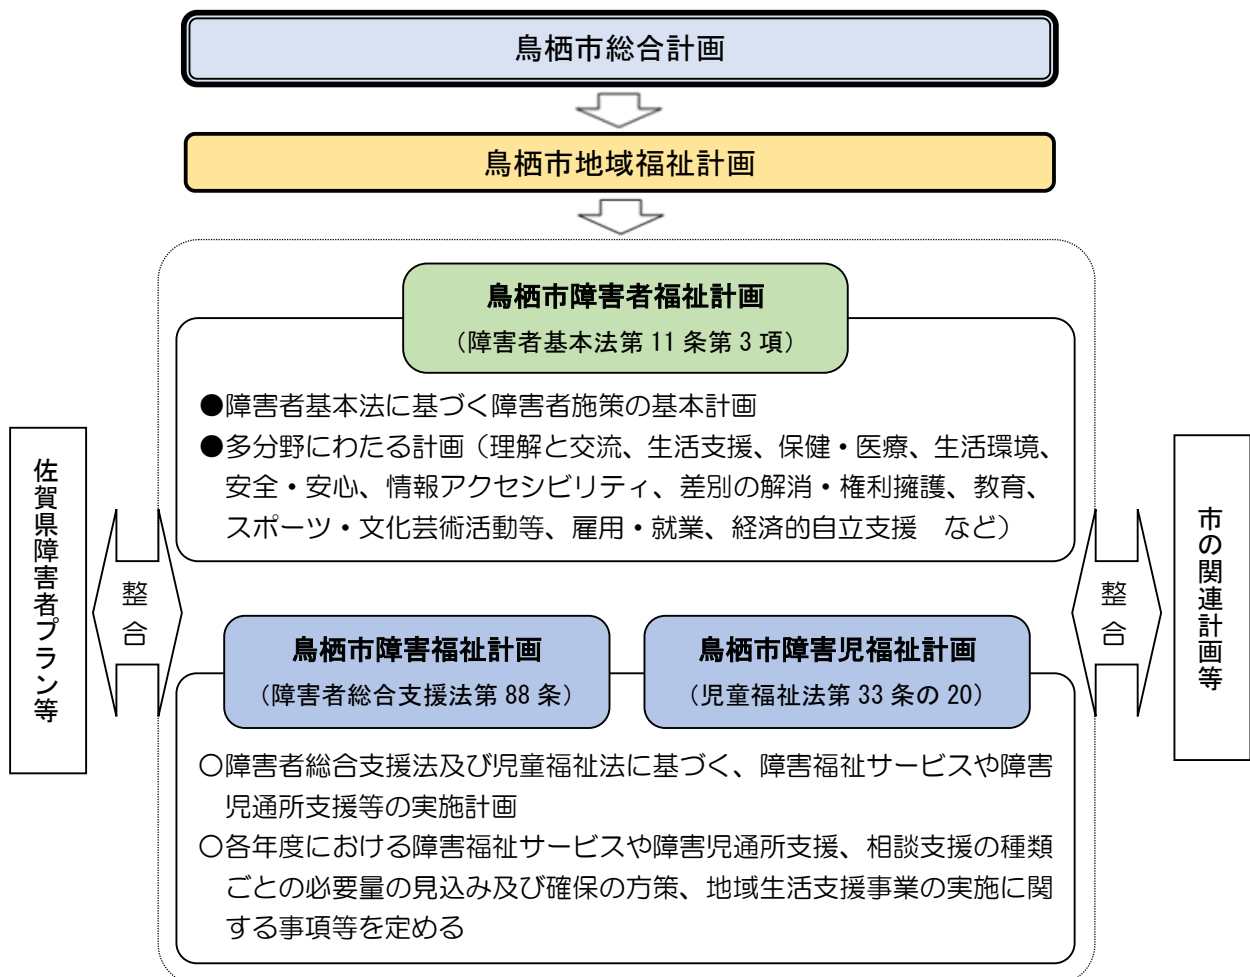 鳥栖市総合計画
鳥栖市地域福祉計画
鳥栖市障害者福祉計画
（障害者基本法第 11 条第 3 項）
●障害者基本法に基づく障害者施策の基本計画
●多分野にわたる計画（理解と交流、生活支援、保健・医療、生活環境、
安全・安心、情報アクセシビリティ、差別の解消・権利擁護、教育、
スポーツ・文化芸術活動等、雇用・就業、経済的自立支援　など）
佐賀県障害者プラン等
整合
整合
市の関連計画等
鳥栖市障害福祉計画
（障害者総合支援法第 88 条）
鳥栖市障害児福祉計画
（児童福祉法第 33 条の 20）
〇障害者総合支援法及び児童福祉法に基づく、障害福祉サービスや障害
児通所支援等の実施計画
〇各年度における障害福祉サービスや障害児通所支援、相談支援の種類
ごとの必要量の見込み及び確保の方策、地域生活支援事業の実施に関
する事項等を定める